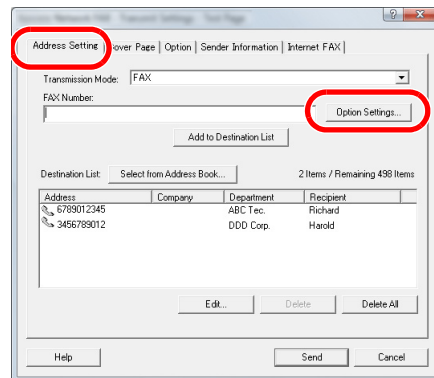 Address Setting Cover Page Option Sender Information Internet FAX
Transmission Mode: FAX
FAX Number:
Option Settings...
Add to Destination List
Destination List: Select from Address Book... 2 Items / Remaining 498 Items
Address Company Department Recipient
6789012345 ABC Tec. Richard
3456789012 DDD Corp. Harold
Edit... Delete Delete All
Help Send Cancel